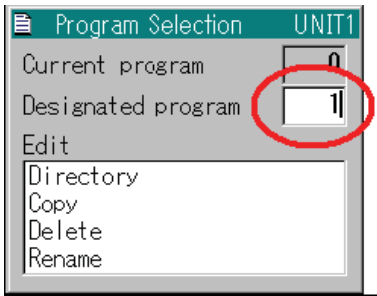 Program Selection UNIT1
Current program 0
Designated program 1
Edit
Directory
Copy
Delete
Rename